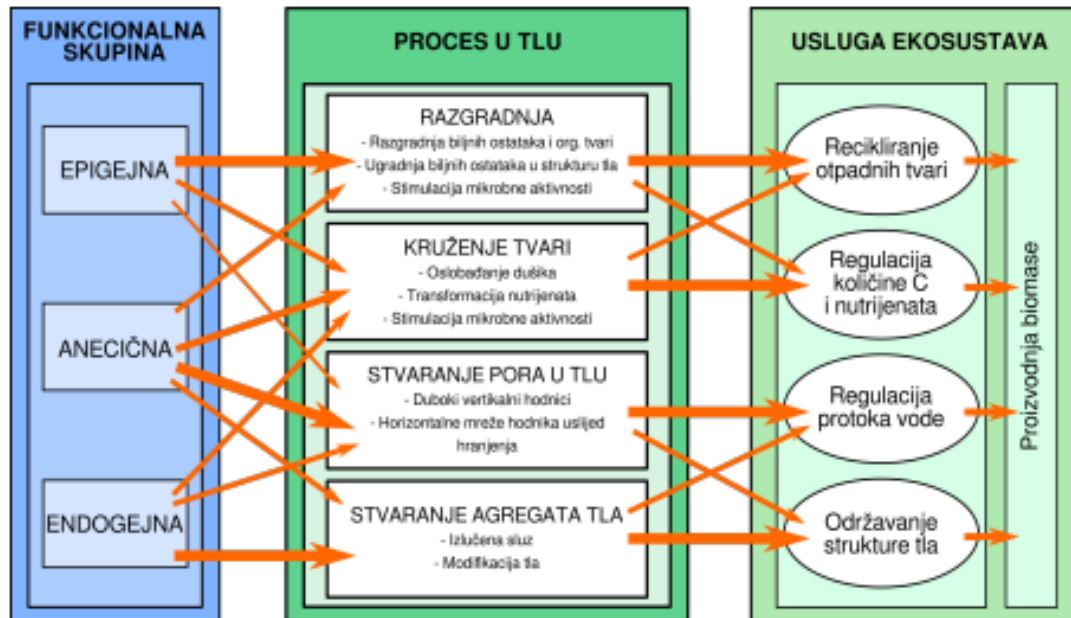 FUNKCIONALNA
SKUPINA
EPIGEJNA
ANECIČNA
ENDOGEJNA
PROCES U TLU
RAZGRADNJA
- Razgradnja biljnih ostataka i org. tvari
- Ugradnja biljnih ostataka u strukturu tla
- Stimulacija mikrobne aktivnosti
KRUŽENJE TVARI
- Oslobađanje dušika
- Transformacija nutrijenata
- Stimulacija mikrobne aktivnosti
STVARANJE PORA U TLU
- Duboki vertikalni hodnici
- Horizontalne mreže hodnika uslijed
hranjenja
STVARANJE AGREGATA TLA
- Izlučena sluz
- Modifikacija tla
USLUGA EKOSUSTAVA
Recikliranje
otpadnih tvari
Regulacija
količine C
i nutrijenata
Regulacija
protoka vode
Održavanje
strukture tla
Proizvodnja biomase